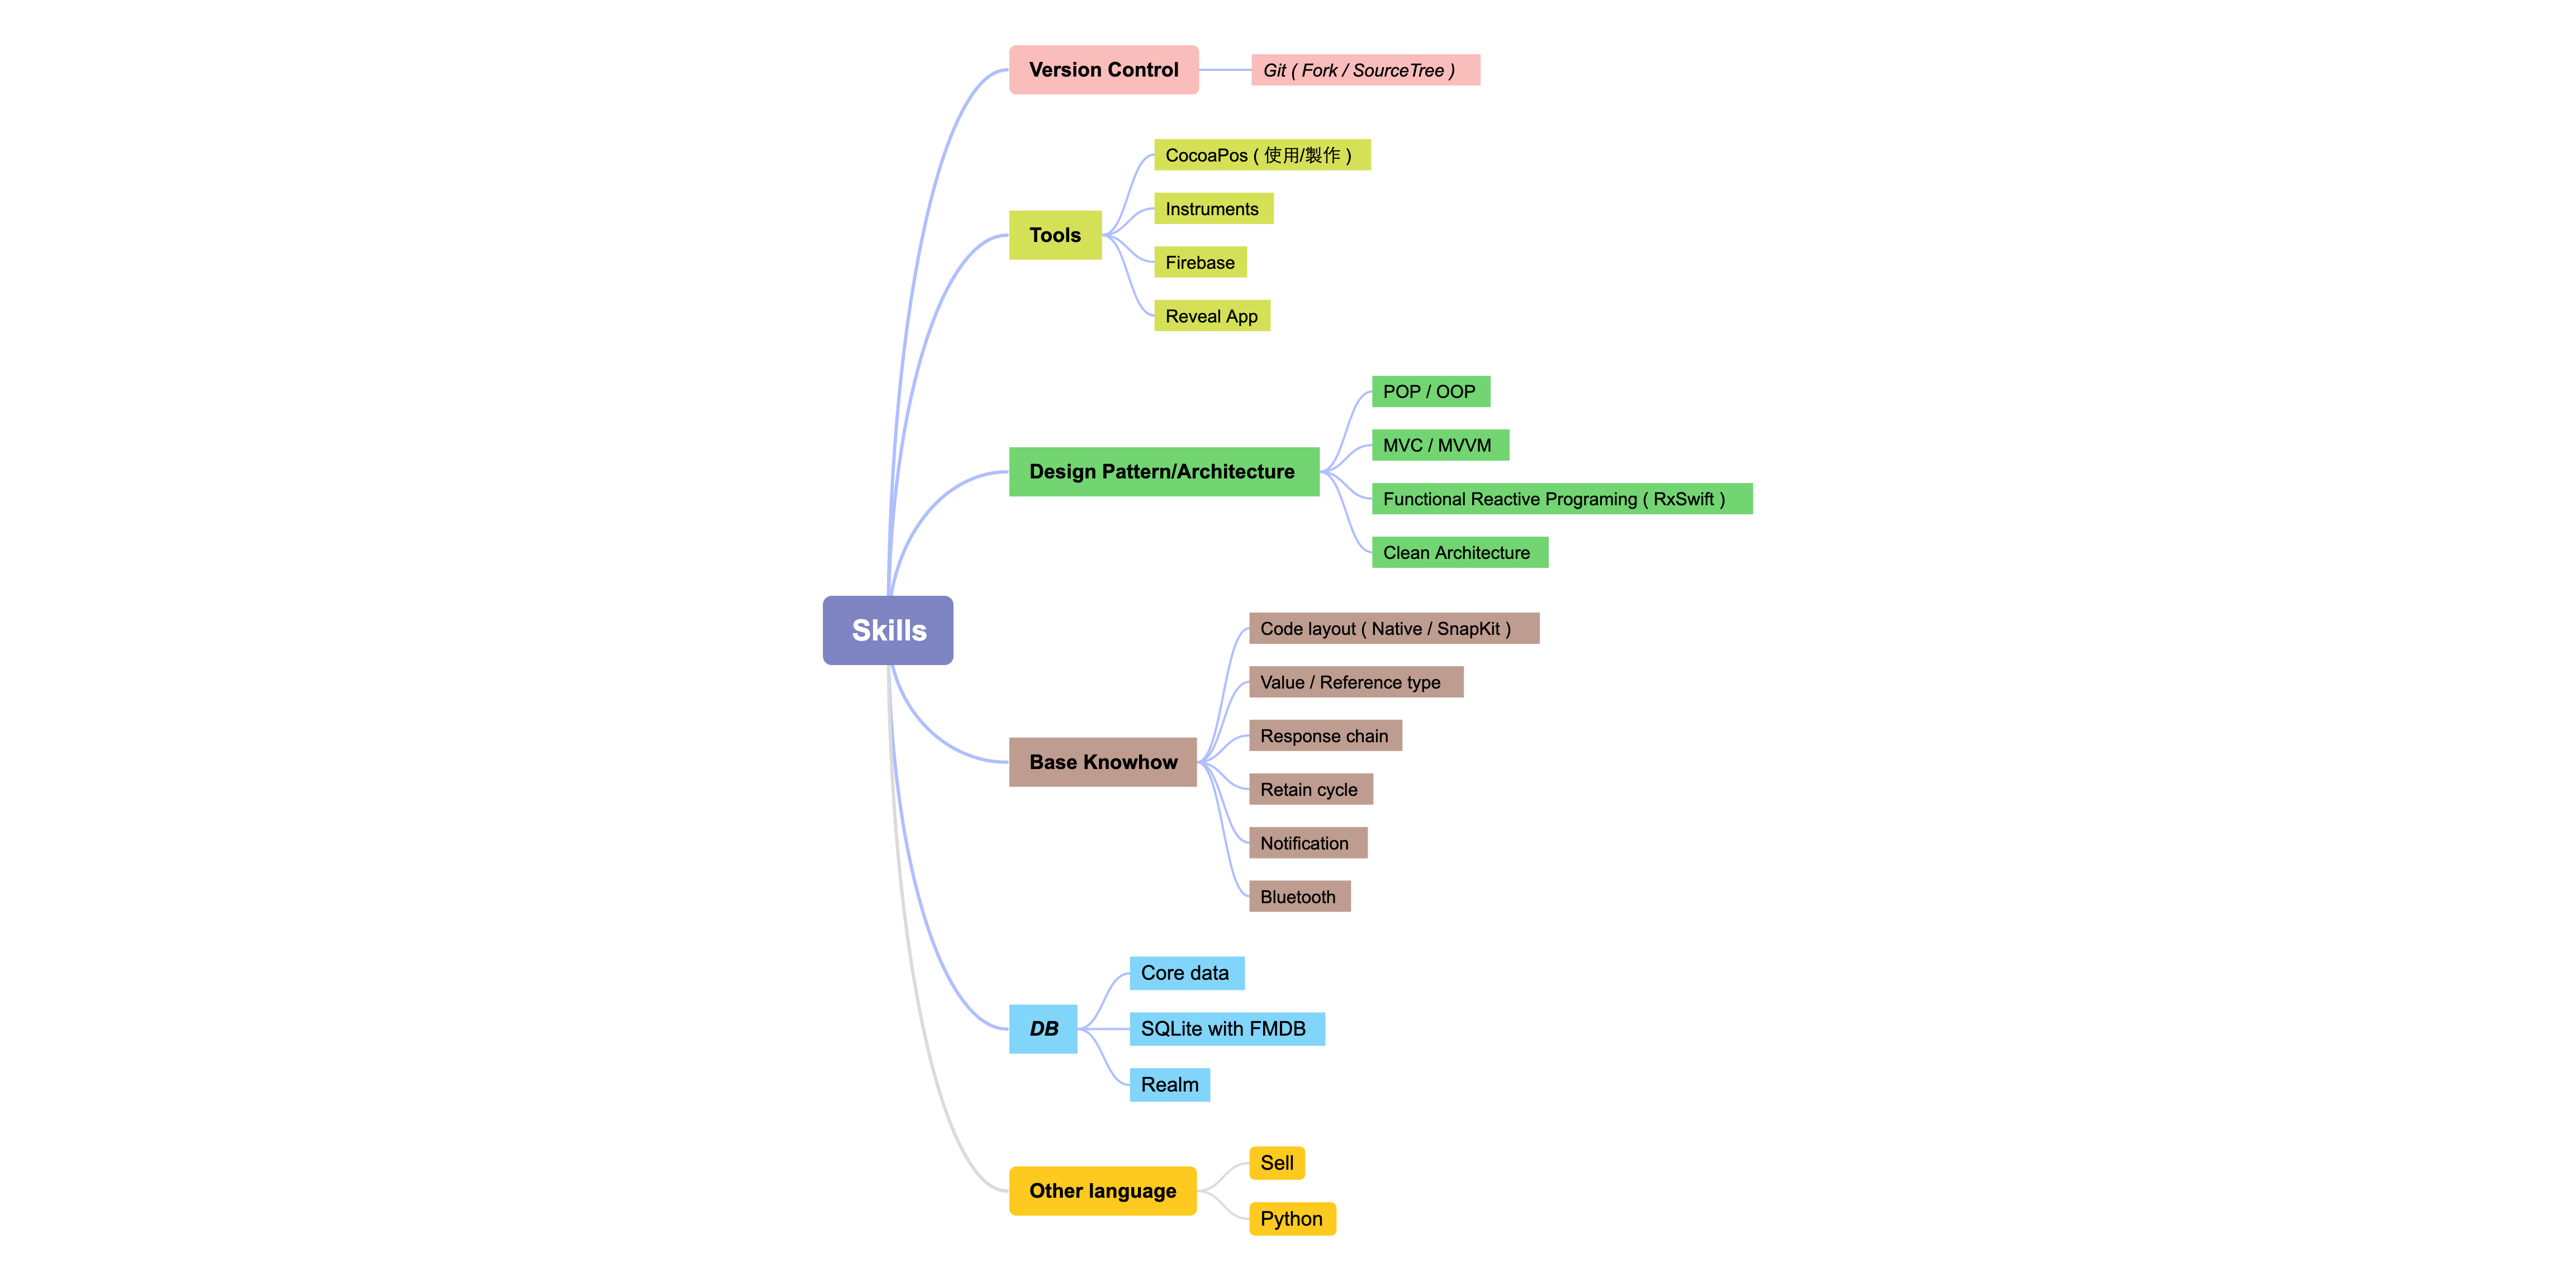 Version Control
Git ( Fork / SourceTree )
Tools
CocoaPos ( 使用/製作 )
Instruments
Firebase
Reveal App
Design Pattern/Architecture
POP / OOP
MVC / MVVM
Functional Reactive Programing ( RxSwift )
Clean Architecture
Skills
Base Knowhow
Code layout ( Native / SnapKit )
Value / Reference type
Response chain
Retain cycle
Notification
Bluetooth
DB
Core data
SQLite with FMDB
Realm
Other language
Sell
Python